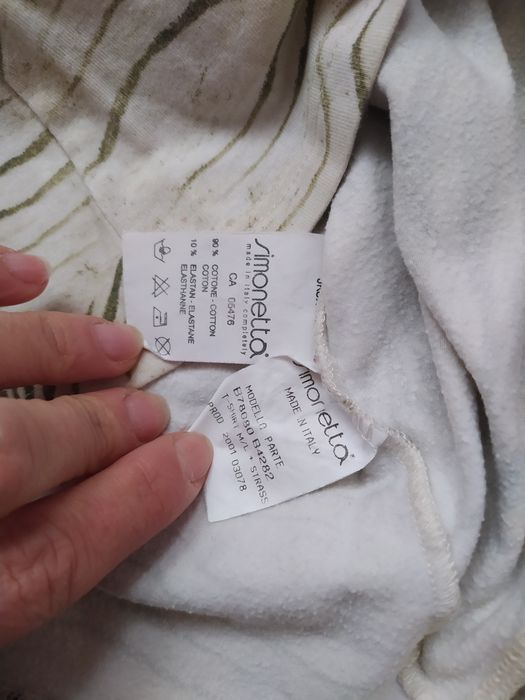 simonetta®
made in italy completely
CA 05476
90 % COTONE - COTTON
COTON
10 % ELASTAN - ELASTANE
ELASTHANNE
simonetta®
MADE IN ITALY
MODELLO PARTE
B78080 B4282
T-SHIRT M/L + STRASS
PROD 2001 03078